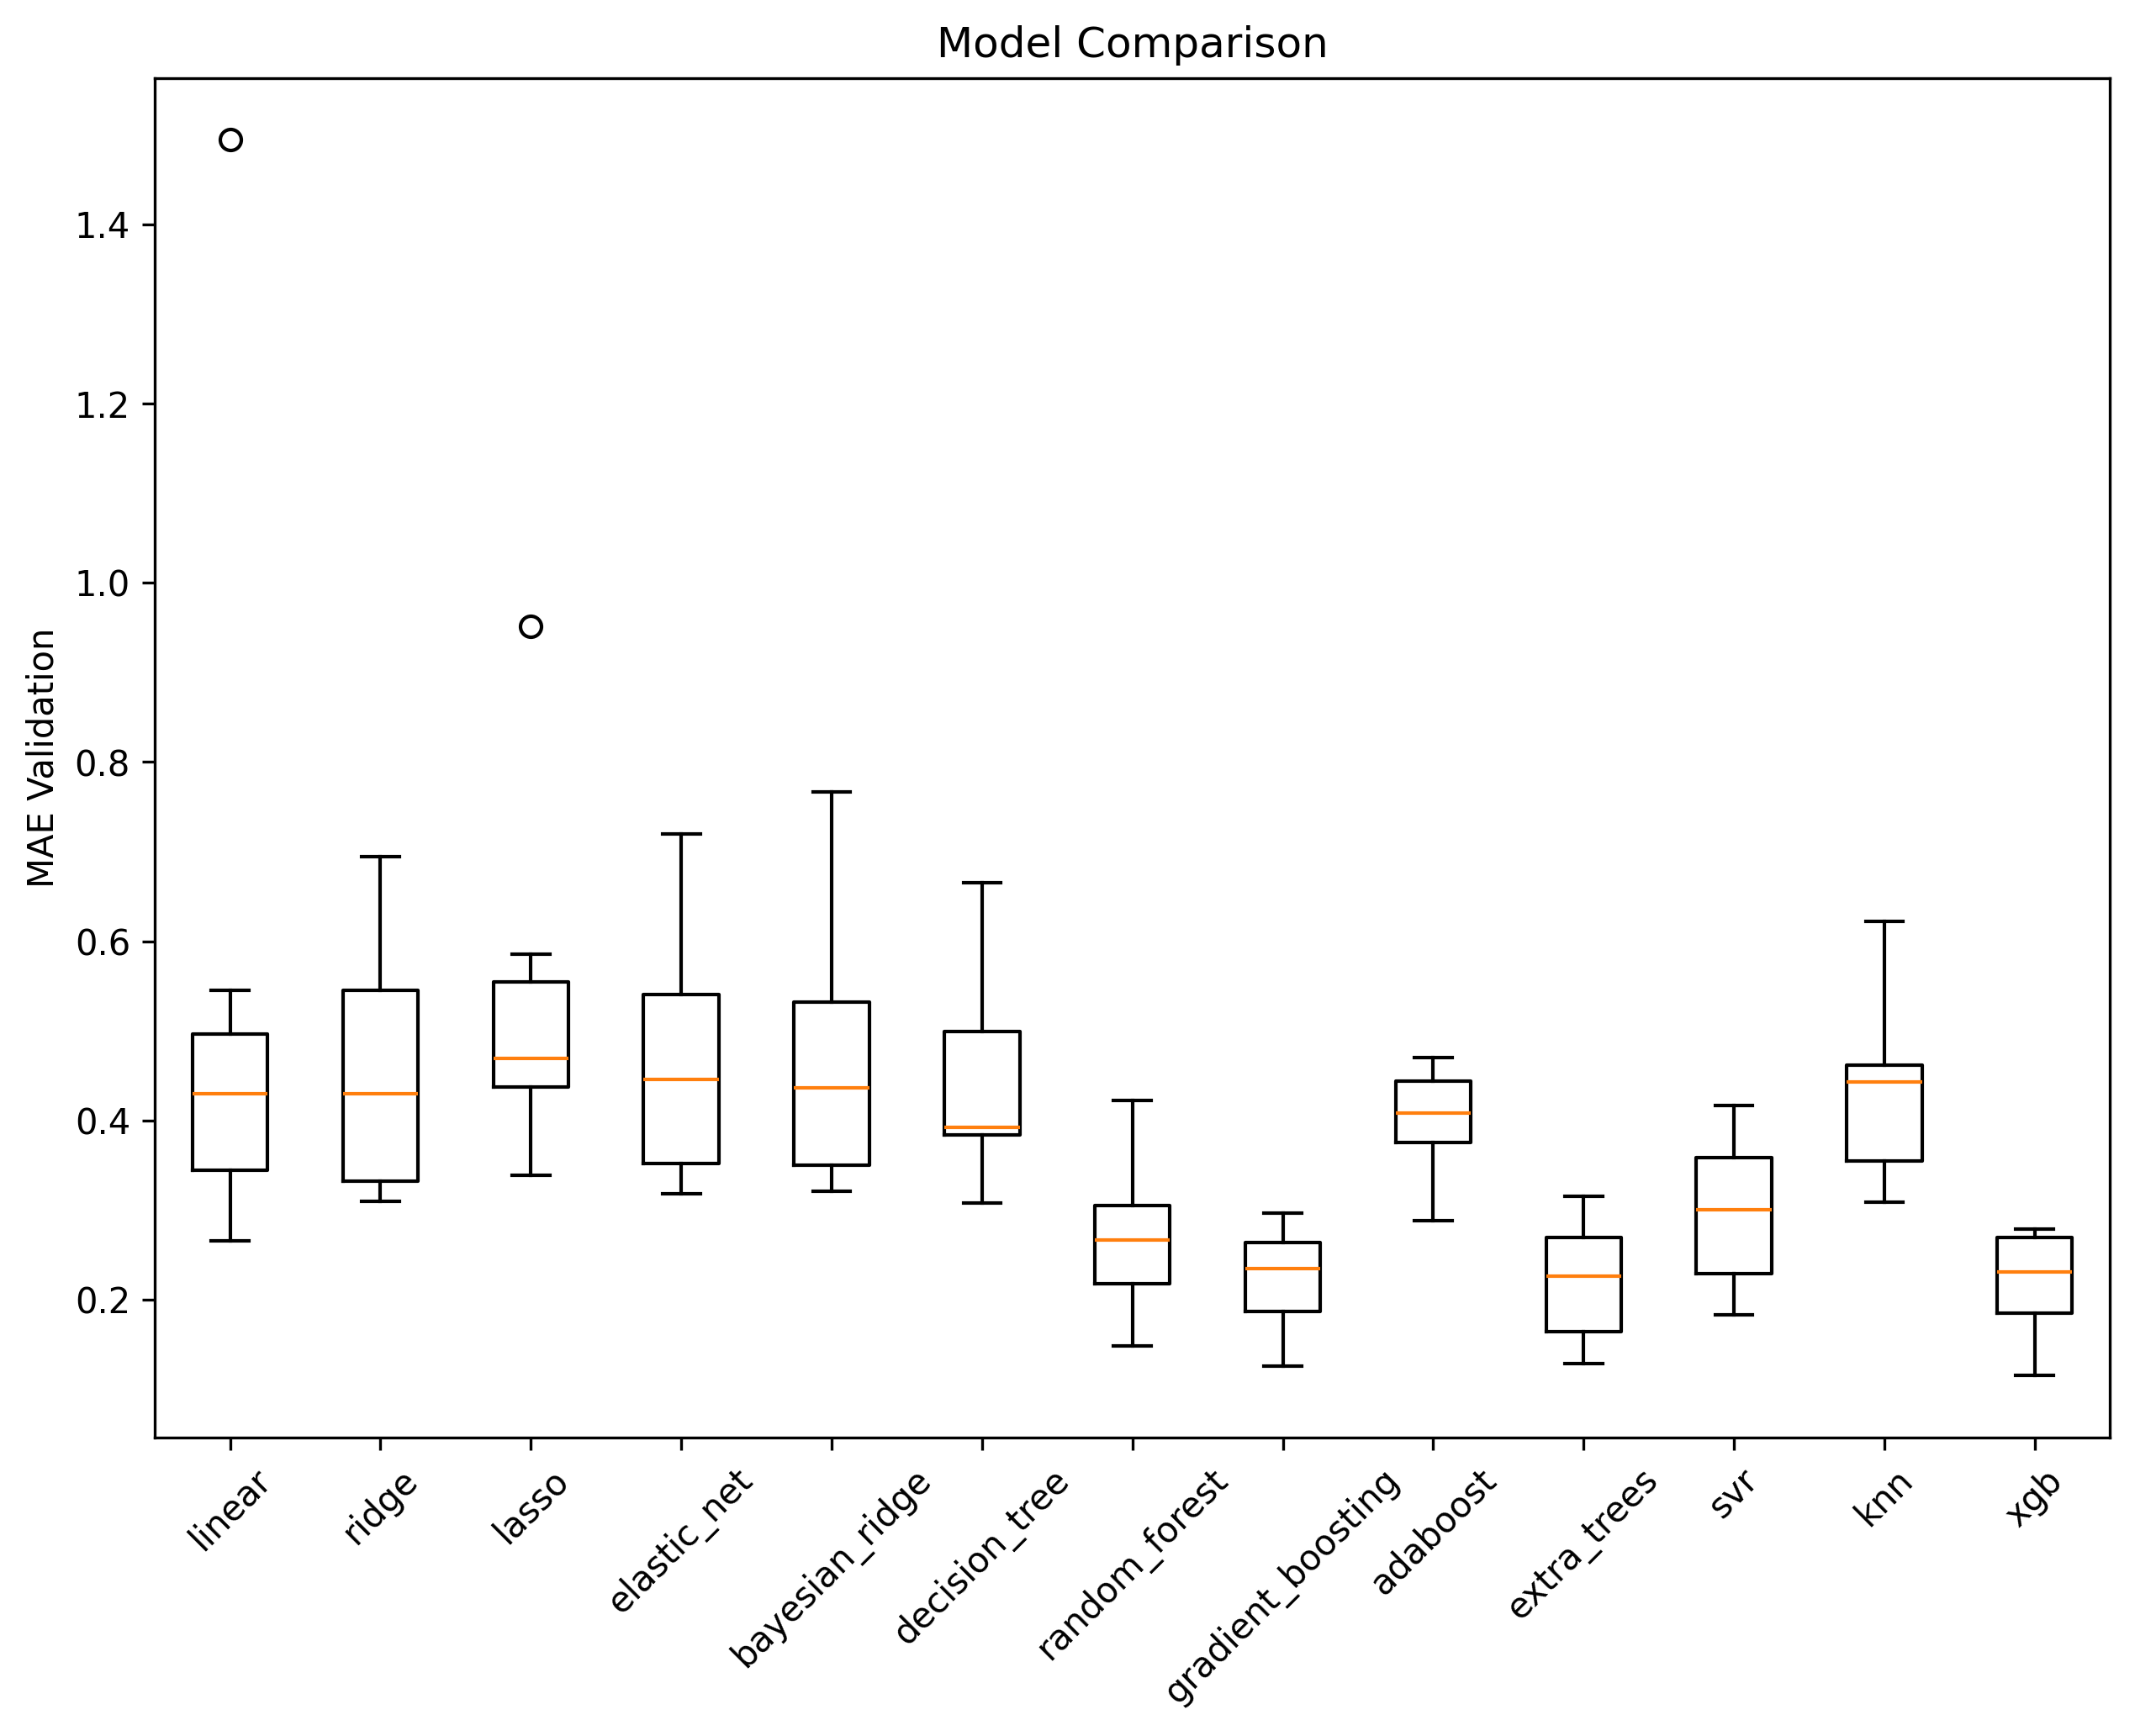 Model Comparison
MAE Validation
1.4
1.2
1.0
0.8
0.6
0.4
0.2
linear
ridge
lasso
elastic_net
bayesian_ridge
decision_tree
random_forest
gradient_boosting
adaboost
extra_trees
svr
knn
xgb